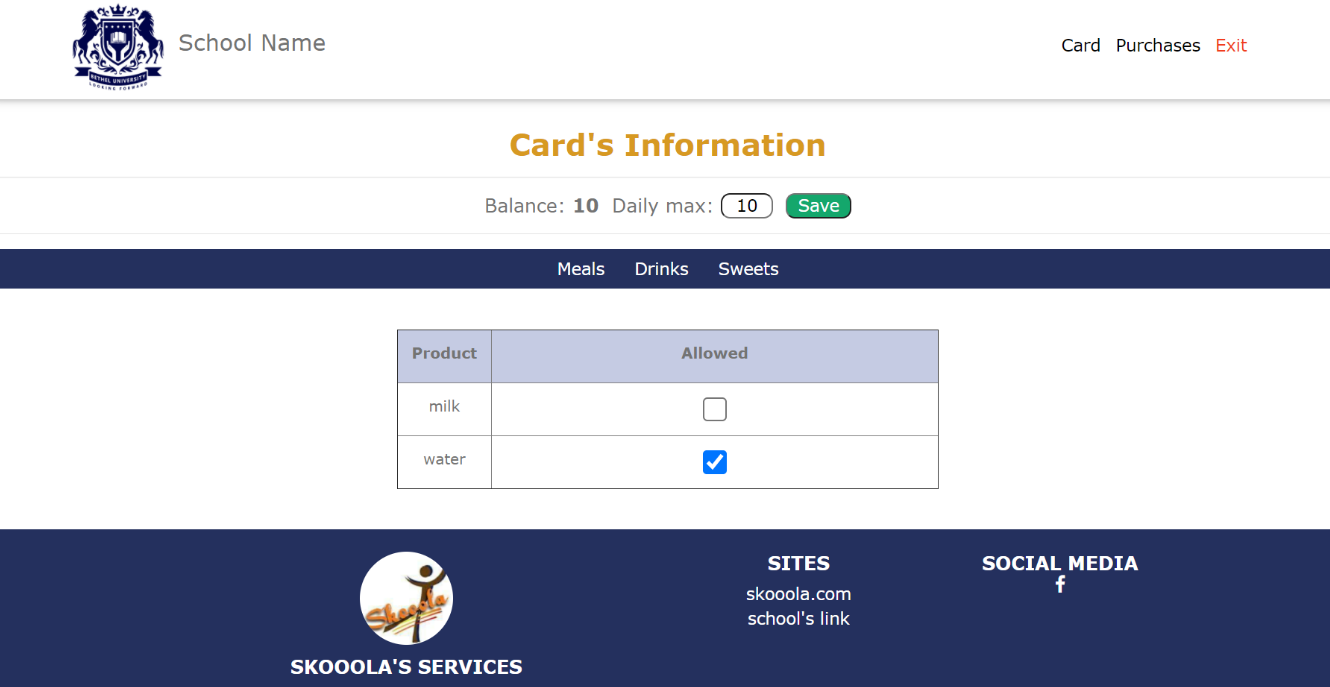 BETHEL UNIVERSITY
LOOKING FORWARD
School Name
Card Purchases Exit
Card's Information
Balance: 10 Daily max: 10 Save
Meals Drinks Sweets
Product Allowed
milk
water
Skooola
SKOOOLA'S SERVICES
SITES
skooola.com
school's link
SOCIAL MEDIA